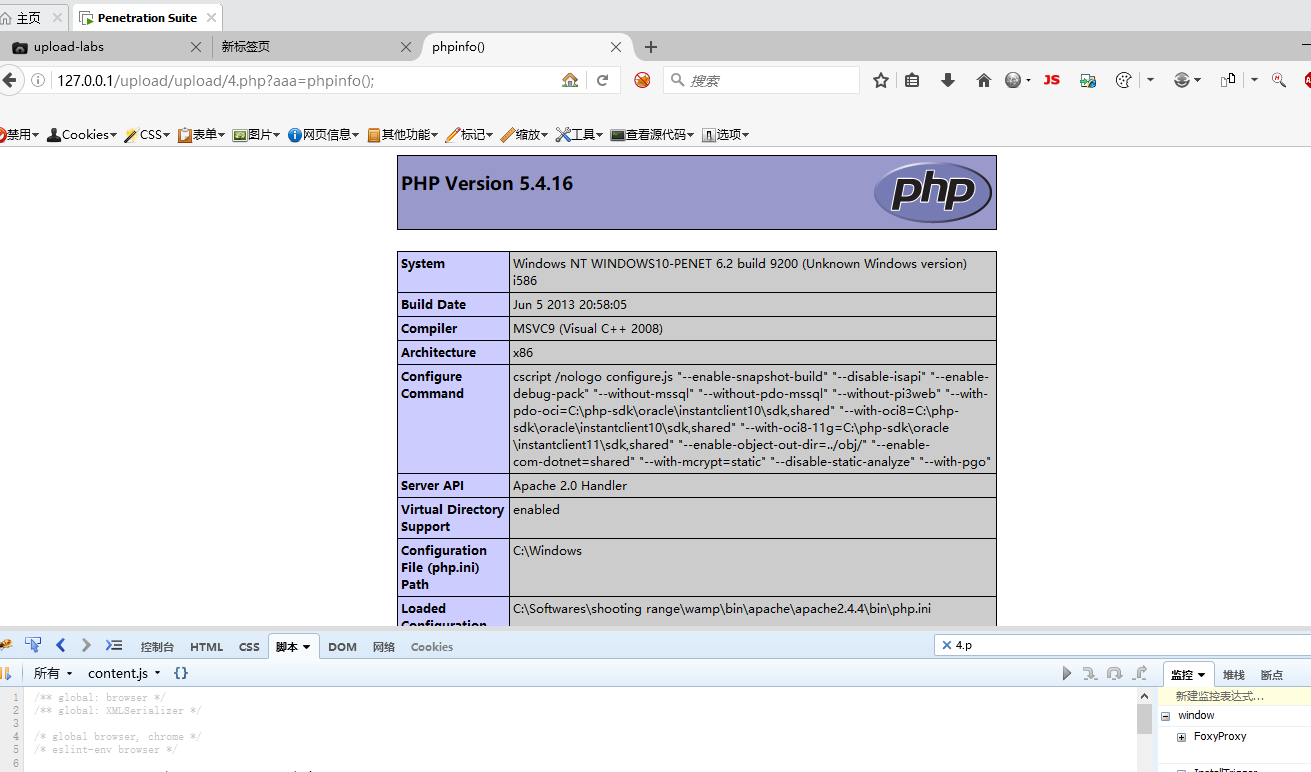 主页
Penetration Suite
upload-labs
新标签页
phpinfo()
127.0.0.1/upload/upload/4.php?aaa=phpinfo();
搜索
JS
禁用
Cookies
CSS
表单
图片
网页信息
其他功能
标记
缩放
工具
查看源代码
选项
PHP Version 5.4.16
php
System
Windows NT WINDOWS10-PENET 6.2 build 9200 (Unknown Windows version)
i586
Build Date
Jun 5 2013 20:58:05
Compiler
MSVC9 (Visual C++ 2008)
Architecture
x86
Configure
Command
cscript /nologo configure.js "--enable-snapshot-build" "--disable-isapi" "--enable-
debug-pack" "--without-mssql" "--without-pdo-mssql" "--without-pi3web" "--with-
pdo-oci=C:\php-sdk\oracle\instantclient10\sdk,shared" "--with-oci8=C:\php-
sdk\oracle\instantclient10\sdk,shared" "--with-oci8-11g=C:\php-sdk\oracle
\instantclient11\sdk,shared" "--enable-object-out-dir=../obj/" "--enable-
com-dotnet=shared" "--with-mcrypt=static" "--disable-static-analyze" "--with-pgo"
Server API
Apache 2.0 Handler
Virtual Directory
Support
enabled
Configuration
File (php.ini)
Path
C:\Windows
Loaded
Configuration
C:\Softwares\shooting range\wamp\bin\apache\apache2.4.4\bin\php.ini
控制台
HTML
CSS
脚本
DOM
网络
Cookies
4.p
所有
content.js
{}
监控
堆栈
断点
1 /** global: browser */
2 /** global: XMLSerializer */
3
4 /* global browser, chrome */
5 /* eslint-env browser */
6
新建监控表达式...
window
FoxyProxy
InstallTrigger